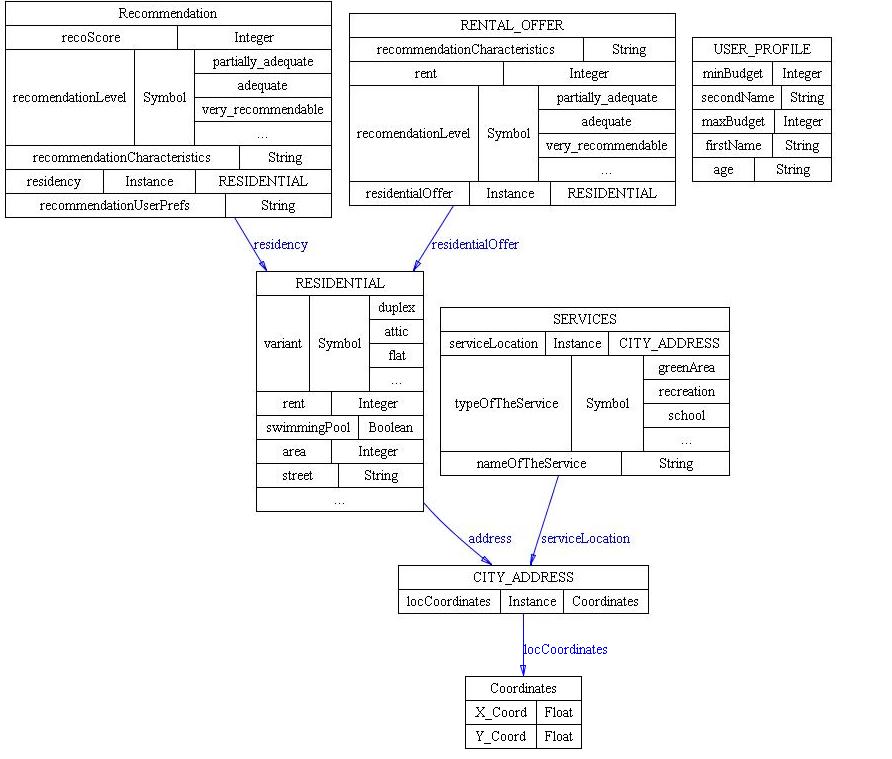 Recommendation
recoScore Integer
recomendationLevel Symbol partially_adequate
adequate
very_recommendable
...
recommendationCharacteristics String
residency Instance RESIDENTIAL
recommendationUserPrefs String
RENTAL_OFFER
recommendationCharacteristics String
rent Integer
recomendationLevel Symbol partially_adequate
adequate
very_recommendable
...
residentialOffer Instance RESIDENTIAL
USER_PROFILE
minBudget Integer
secondName String
maxBudget Integer
firstName String
age String
residency
residentialOffer
RESIDENTIAL
variant Symbol duplex
attic
flat
...
rent Integer
swimmingPool Boolean
area Integer
street String
...
SERVICES
serviceLocation Instance CITY_ADDRESS
typeOfTheService Symbol greenArea
recreation
school
...
nameOfTheService String
address
serviceLocation
CITY_ADDRESS
locCoordinates Instance Coordinates
locCoordinates
Coordinates
X_Coord Float
Y_Coord Float